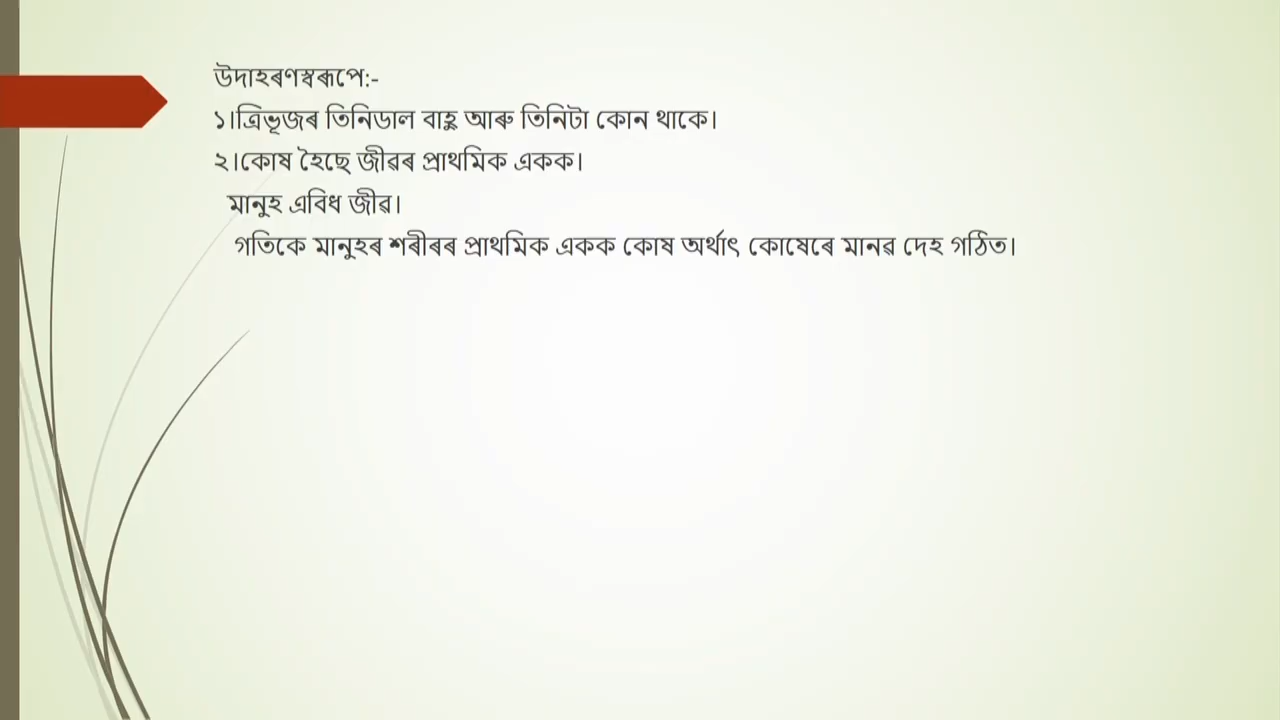 উদাহৰণস্বৰূপে:-
১।ত্ৰিভূজৰ তিনিডাল বাহু আৰু তিনিটা কোন থাকে।
২।কোষ হৈছে জীৱৰ প্ৰাথমিক একক।
মানুহ এবিধ জীৱ।
গতিকে মানুহৰ শৰীৰৰ প্ৰাথমিক একক কোষ অৰ্থাৎ কোষেৰে মানৱ দেহ গঠিত।